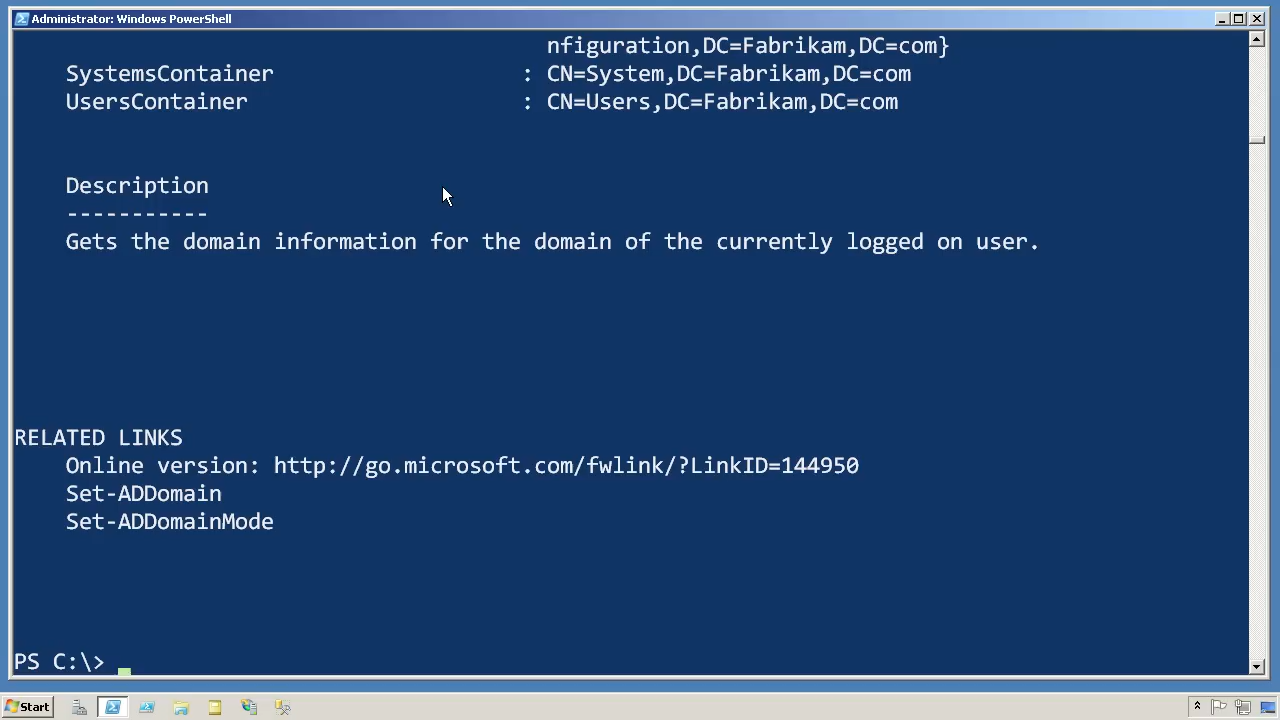 Administrator: Windows PowerShell
nfiguration,DC=Fabrikam,DC=com}
SystemsContainer : CN=System,DC=Fabrikam,DC=com
UsersContainer : CN=Users,DC=Fabrikam,DC=com
Description
-----------
Gets the domain information for the domain of the currently logged on user.
RELATED LINKS
Online version: http://go.microsoft.com/fwlink/?LinkID=144950
Set-ADDomain
Set-ADDomainMode
PS C:\>
Start